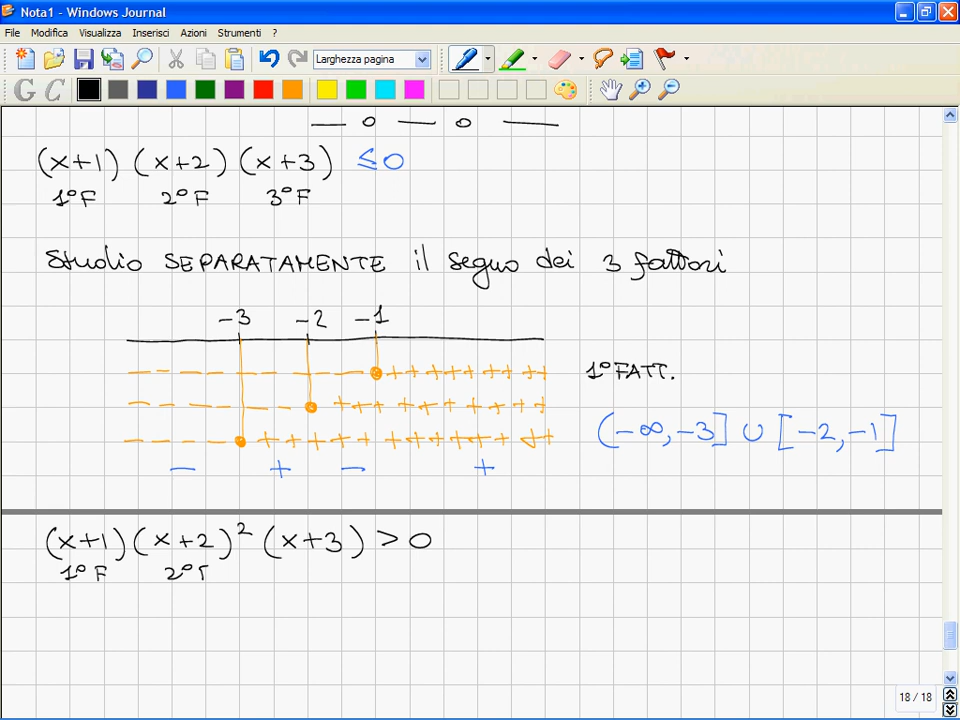 Nota1 - Windows Journal
File Modifica Visualizza Inserisci Azioni Strumenti ?
Larghezza pagina
G C
— o — o —
(x+1) (x+2) (x+3) ≤0
1°F 2°F 3°F
Studio SEPARATAMENTE il segno dei 3 fattori
-3 -2 -1
- - - - - - - - - +++++ ++ ++ 1°FATT.
- - - - - - - +++ +++ ++ ++
- - - - - ++ + + + +++++ + ++
(-∞,-3] ∪ [-2,-1]
- + - +
(x+1)(x+2)² (x+3) > 0
1°F 2°F
18 / 18